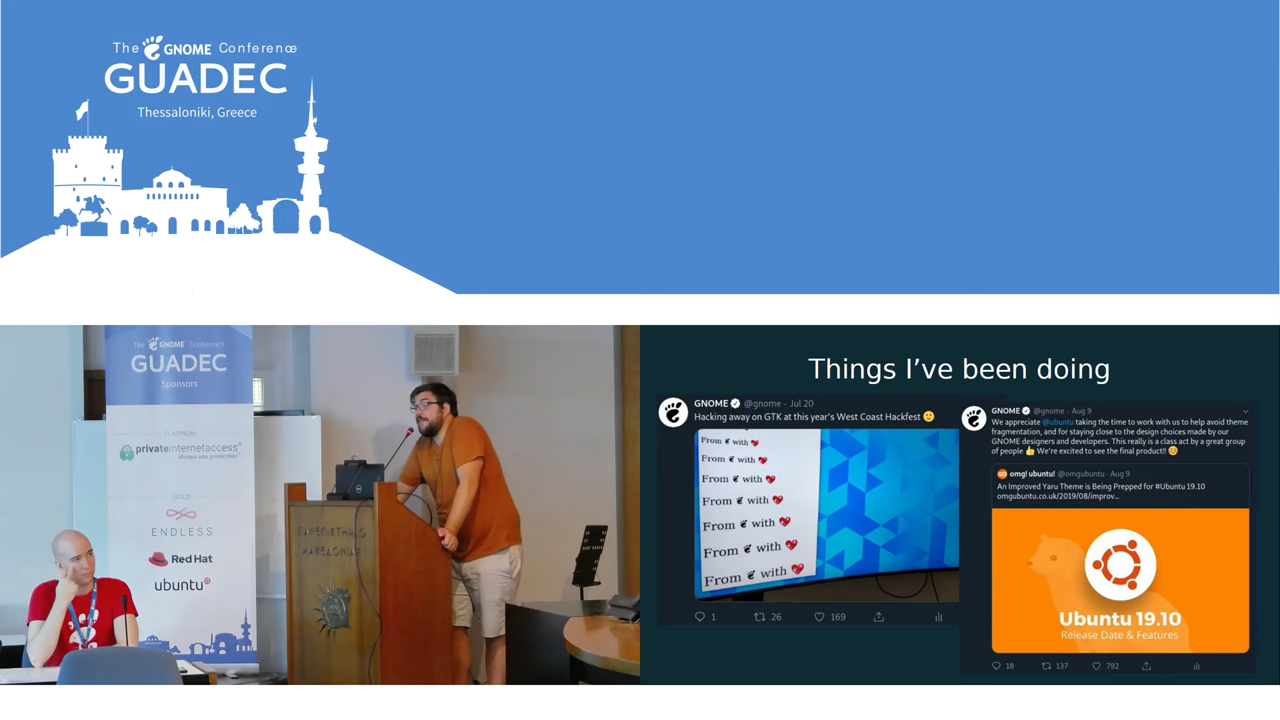 The GNOME Conference
GUADEC
Thessaloniki, Greece
The GNOME Conference
GUADEC
Sponsors
PLATINUM
privateinternetaccess
always use protection
GOLD
ENDLESS
Red Hat
ubuntu
ΠΑΝΕΠΙΣΤΗΜΙΟ
ΜΑΚΕΔΟΝΙΑΣ
Things I've been doing
GNOME @gnome · Jul 20
Hacking away on GTK at this year's West Coast Hackfest 🙂
From with 💖
From with 💖
From with 💖
From with 💖
From with 💖
From with 💖
From with 💖
1 26 169
GNOME @gnome · Aug 9
We appreciate @ubuntu taking the time to work with us to help avoid theme
fragmentation, and for staying close to the design choices made by our
GNOME designers and developers. This really is a class act by a great group
of people 👍 We're excited to see the final product!! 😊
omg! ubuntu! @omgubuntu · Aug 9
An Improved Yaru Theme is Being Prepped for #Ubuntu 19.10
omgubuntu.co.uk/2019/08/improv...
Ubuntu 19.10
Release Date & Features
18 137 792